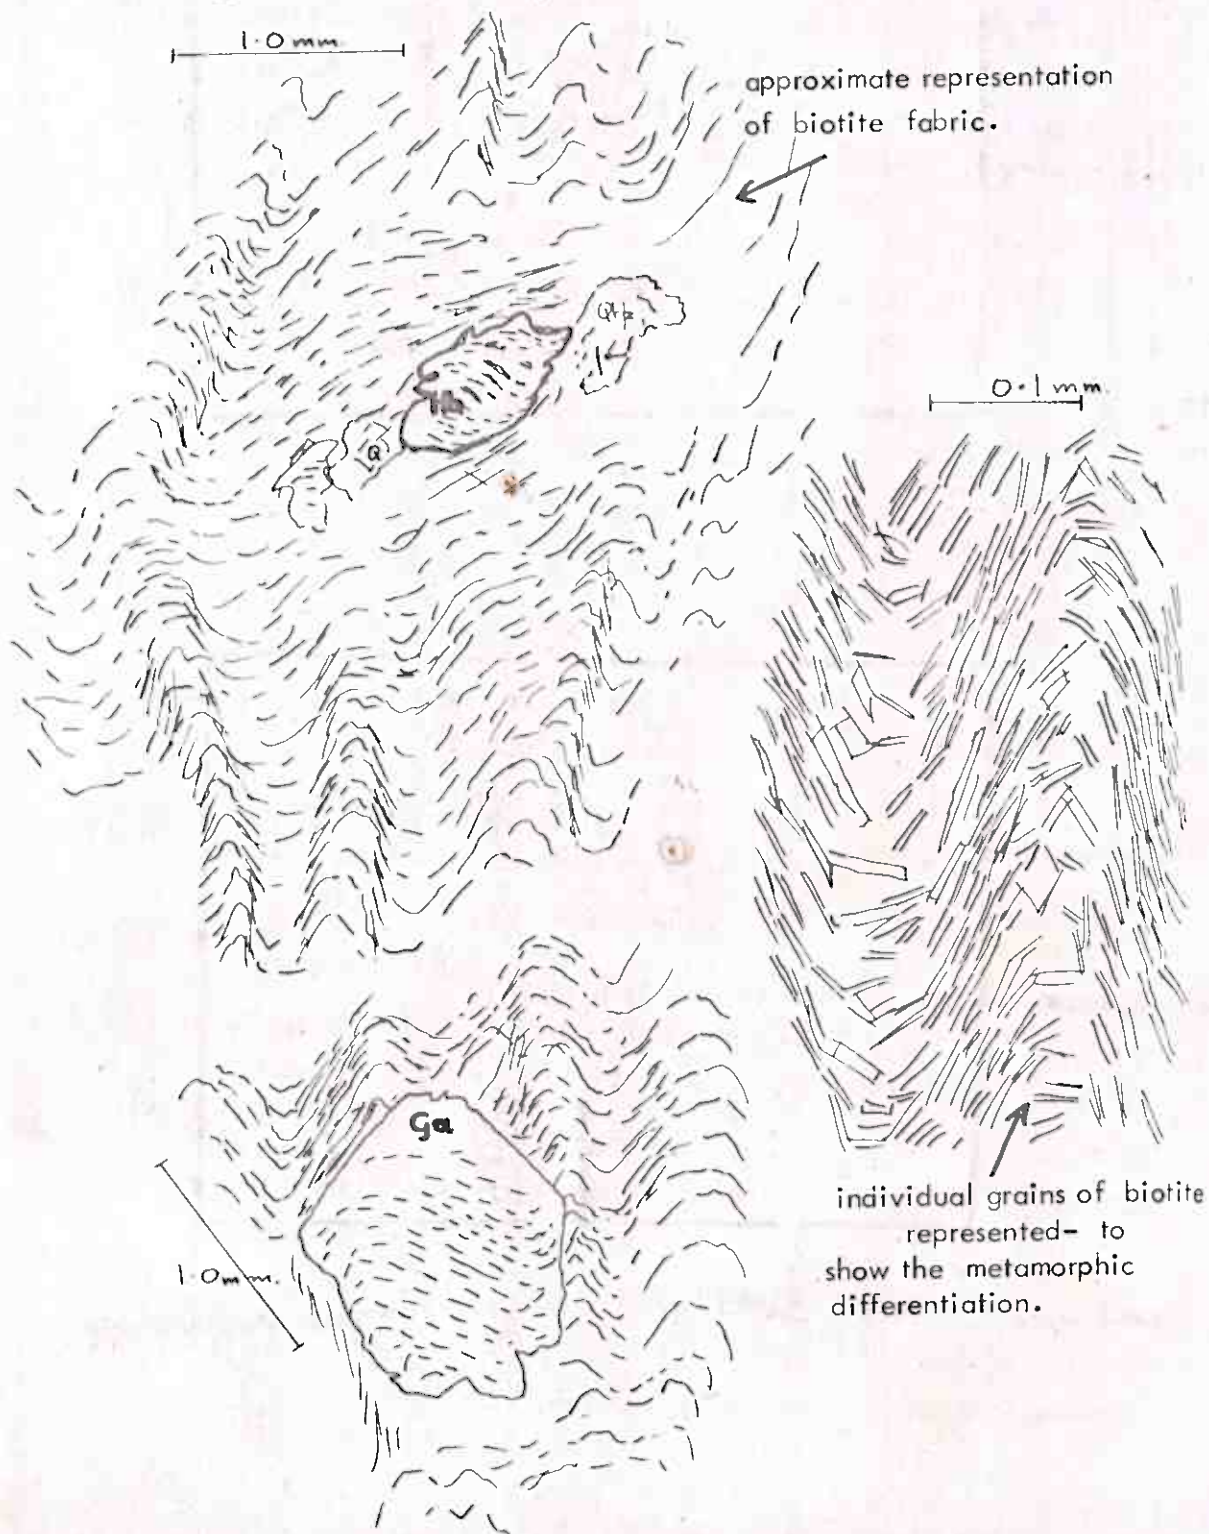 1.0 mm.
approximate representation
of biotite fabric.
Qtz
Q
0.1 mm.
Ga
1.0 mm.
individual grains of biotite
represented- to
show the metamorphic
differentiation.